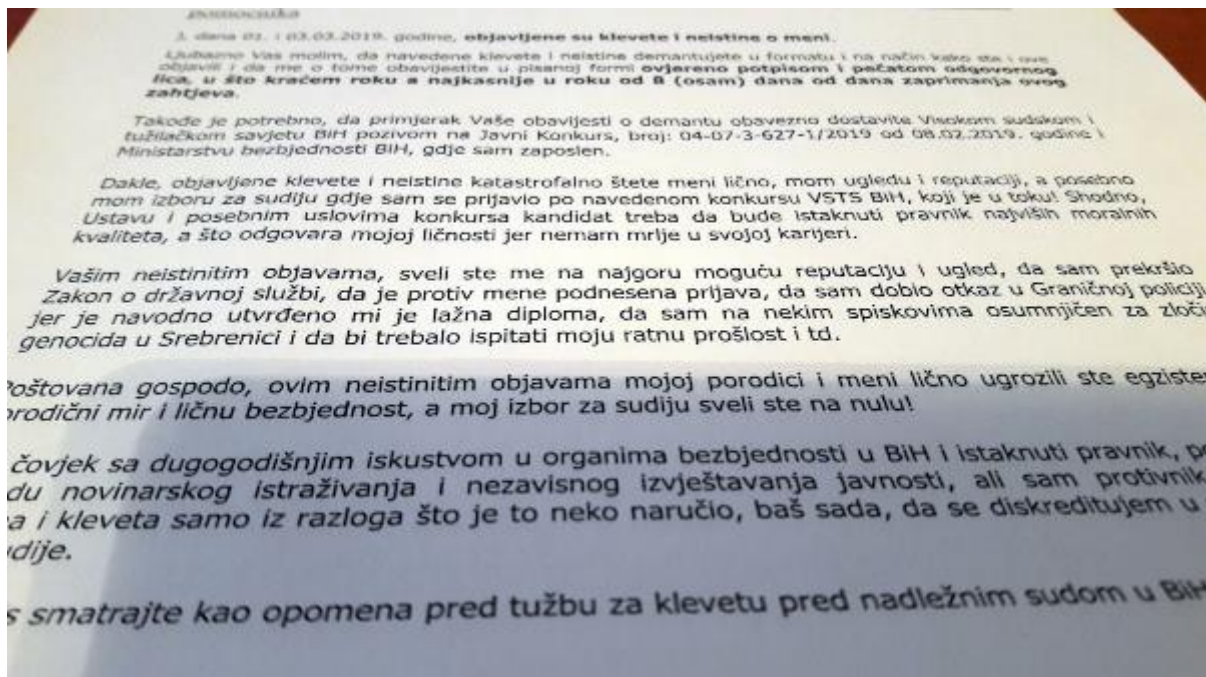 pomoćnika
3. dana 01. i 03.03.2019. godine, objavljene su klevete i neistine o meni.
Ljubazno Vas molim, da navedene klevete i neistine demantujete u formatu i na način kako ste i ove
objavili i da me o tome obavijestite u pisanoj formi ovjereno potpisom i pečatom odgovornog
lica, u što kraćem roku a najkasnije u roku od 8 (osam) dana od dana zaprimanja ovog
zahtjeva.
Takođe je potrebno, da primjerak Vaše obavijesti o demantu obavezno dostavite Visokom sudskom i
tužilačkom savjetu BiH pozivom na Javni Konkurs, broj: 04-07-3-627-1/2019 od 08.02.2019. godine i
Ministarstvu bezbjednosti BIH, gdje sam zaposlen.
Dakle, objavljene klevete i neistine katastrofalno štete meni lično, mom ugledu i reputaciji, a posebno
mom izboru za sudiju gdje sam se prijavio po navedenom konkursu VSTS BiH, koji je u toku! Shodno,
Ustavu i posebnim uslovima konkursa kandidat treba da bude istaknuti pravnik najviših moralnih
kvaliteta, a što odgovara mojoj ličnosti jer nemam mrlje u svojoj karijeri.
Vašim neistinitim objavama, sveli ste me na najgoru moguću reputaciju i ugled, da sam prekršio
Zakon o državnoj službi, da je protiv mene podnesena prijava, da sam dobio otkaz u Graničnoj policiji
jer je navodno utvrđeno mi je lažna diploma, da sam na nekim spiskovima osumnjičen za zloči
genocida u Srebrenici i da bi trebalo ispitati moju ratnu prošlost i td.
Poštovana gospodo, ovim neistinitim objavama mojoj porodici i meni lično ugrozili ste egziste
orodični mir i ličnu bezbjednost, a moj izbor za sudiju sveli ste na nulu!
čovjek sa dugogodišnjim iskustvom u organima bezbjednosti u BiH i istaknuti pravnik, p
du novinarskog istraživanja i nezavisnog izvještavanja javnosti, ali sam protivnik
a i kleveta samo iz razloga što je to neko naručio, baš sada, da se diskreditujem u
dije.
s smatrajte kao opomena pred tužbu za klevetu pred nadležnim sudom u BiH